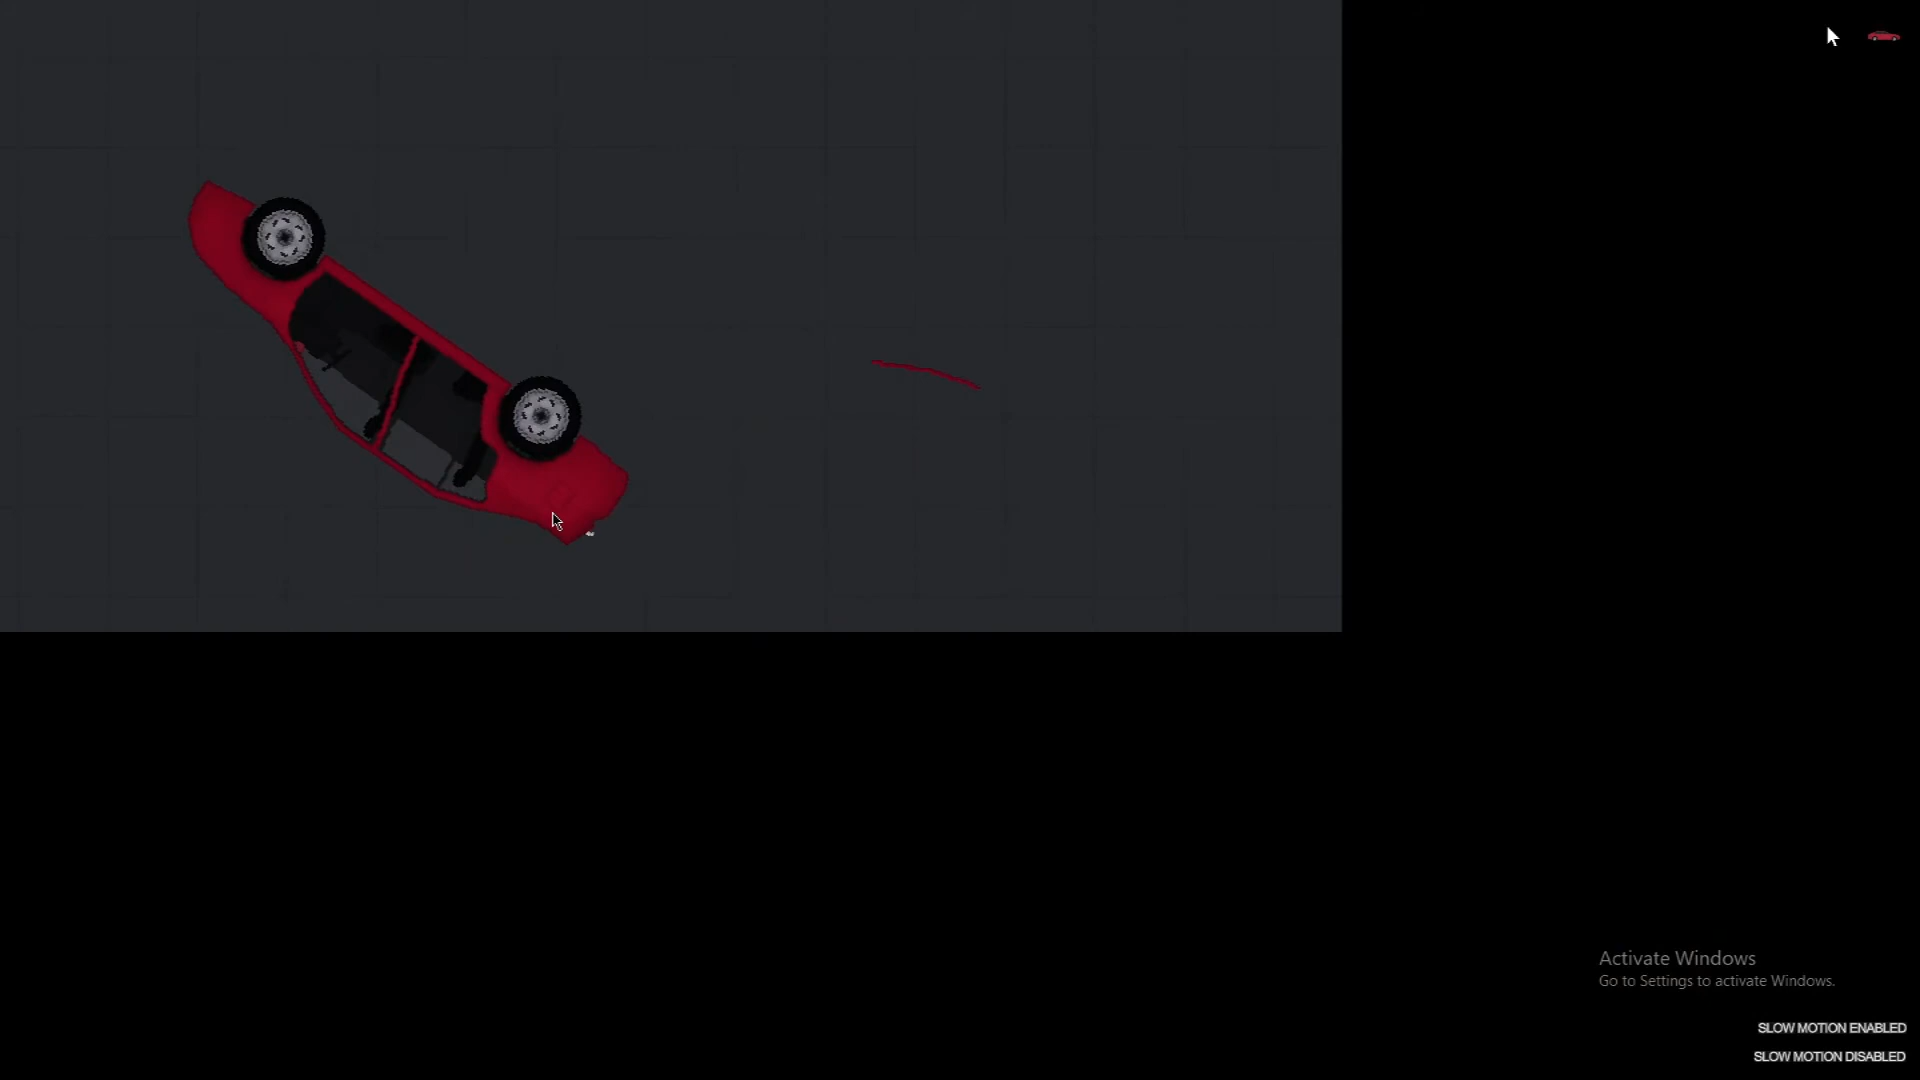 Activate Windows
Go to Settings to activate Windows.
SLOW MOTION ENABLED
SLOW MOTION DISABLED